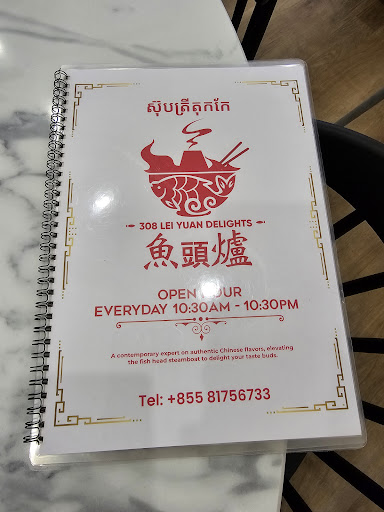 ស៊ុបត្រីតុកកែ
308 LEI YUAN DELIGHTS
魚頭爐
OPEN HOUR
EVERYDAY 10:30AM - 10:30PM
A contemporary expert on authentic Chinese flavors, elevating
the fish head steamboat to delight your taste buds.
Tel: +855 81756733